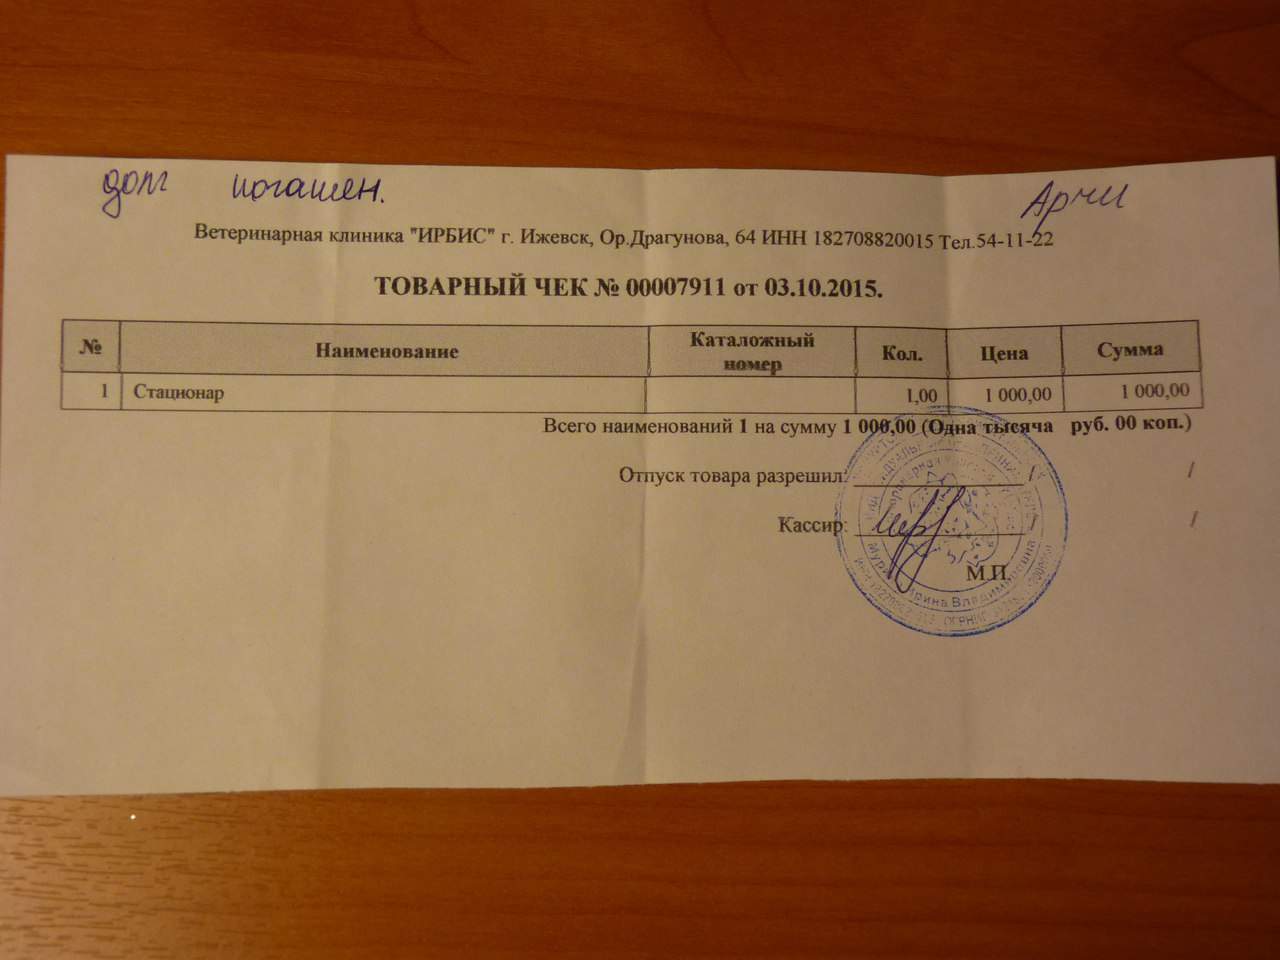 долг погашен. Арчи
Ветеринарная клиника "ИРБИС" г. Ижевск, Ор.Драгунова, 64 ИНН 182708820015 Тел.54-11-22
ТОВАРНЫЙ ЧЕК № 00007911 от 03.10.2015.
№ Наименование Каталожный номер Кол. Цена Сумма
1 Стационар 1,00 1 000,00 1 000,00
Всего наименований 1 на сумму 1 000,00 (Одна тысяча руб. 00 коп.)
Отпуск товара разрешил: / /
Кассир: / /
М.П.
Ирина Владимировна